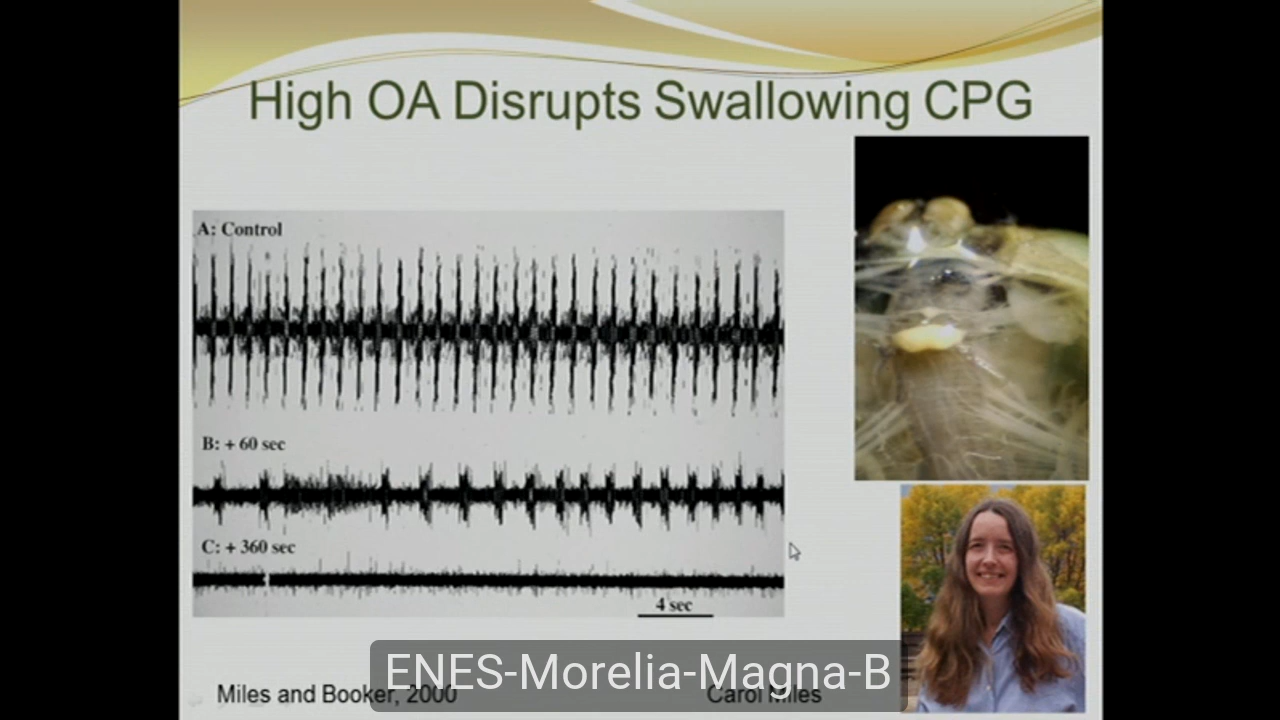 High OA Disrupts Swallowing CPG
A: Control
B: + 60 sec
C: + 360 sec
4 sec
ENES-Morelia-Magna-B
Miles and Booker, 2000
Carol Miles